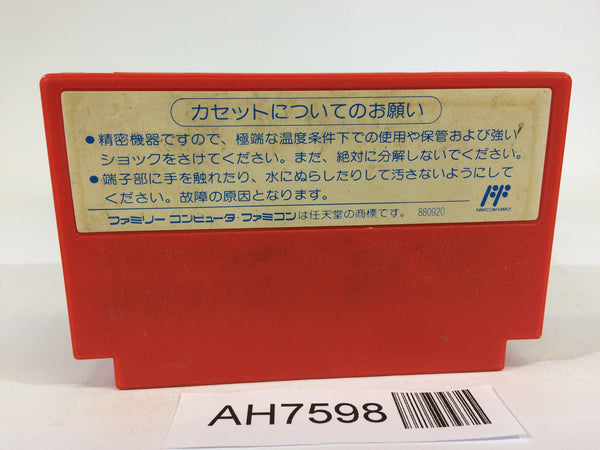 カセットについてのお願い
●精密機器ですので、極端な温度条件下での使用や保管および強い
ショックをさけてください。また、絶対に分解しないでください。
●端子部に手を触れたり、水にぬらしたりして汚さないようにして
ください。故障の原因となります。
FAMICOM FAMILY
ファミリー コンピュータ・ファミコンは任天堂の商標です。 880920
AH7598